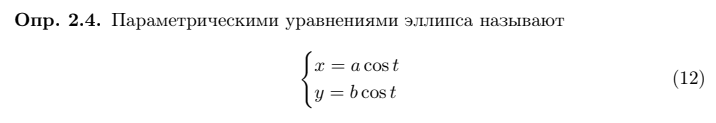 Опр. 2.4. Параметрическими уравнениями эллипса называют
x = a cos t
y = b cos t
(12)